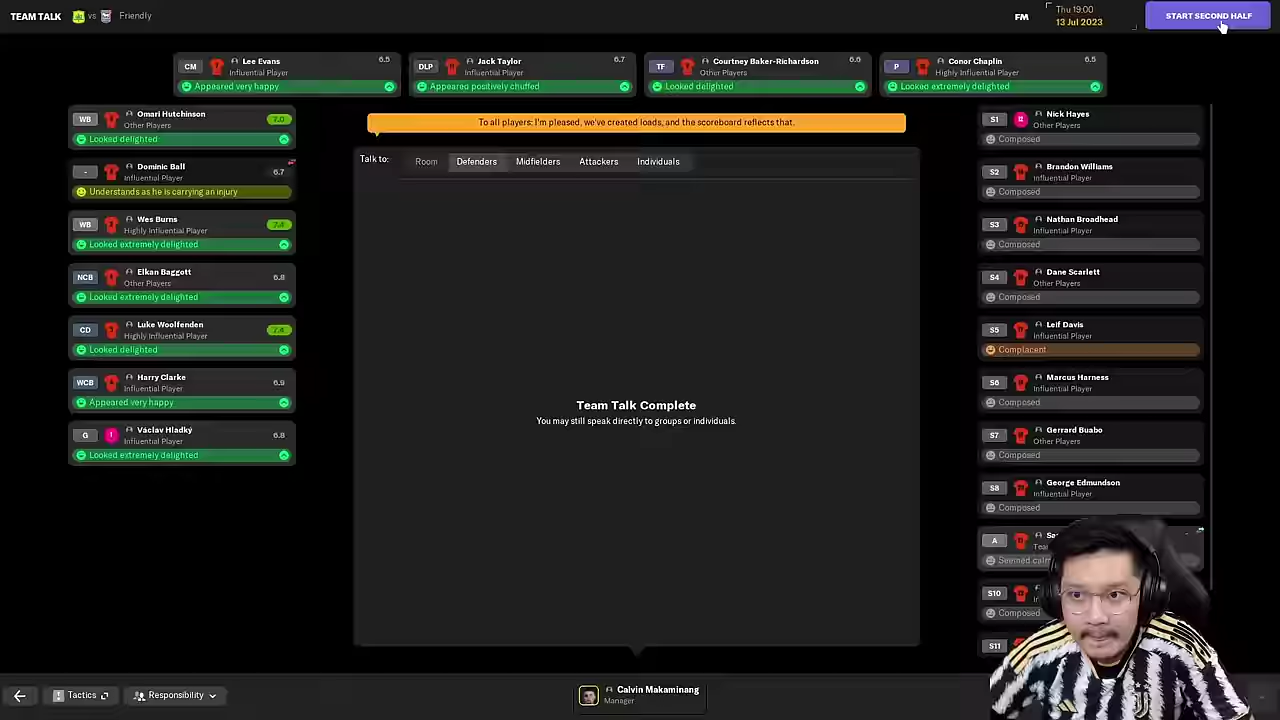 TEAM TALK vs Friendly
FM
Thu 19:00
13 Jul 2023
START SECOND HALF
CM Lee Evans 6.5
Influential Player
Appeared very happy
DLP Jack Taylor 6.7
Influential Player
Appeared positively chuffed
TF Courtney Baker-Richardson 6.6
Other Players
Looked delighted
P Conor Chaplin 6.5
Highly Influential Player
Looked extremely delighted
WB Omari Hutchinson 7.0
Other Players
Looked delighted
- Dominic Ball 6.7
Influential Player
Understands as he is carrying an injury
WB Wes Burns 7.4
Highly Influential Player
Looked extremely delighted
NCB Elkan Baggott 6.8
Other Players
Looked extremely delighted
CD Luke Woolfenden 7.4
Highly Influential Player
Looked delighted
WCB Harry Clarke 6.9
Influential Player
Appeared very happy
G 1 Václav Hladký 6.8
Influential Player
Looked extremely delighted
To all players: I'm pleased, we've created loads, and the scoreboard reflects that.
Talk to: Room Defenders Midfielders Attackers Individuals
Team Talk Complete
You may still speak directly to groups or individuals.
S1 Nick Hayes
Other Players
Composed
S2 Brandon Williams
Influential Player
Composed
S3 Nathan Broadhead
Influential Player
Composed
S4 Dane Scarlett
Other Players
Composed
S5 Leif Davis
Influential Player
Complacent
S6 Marcus Harness
Influential Player
Composed
S7 Gerrard Buabo
Other Players
Composed
S8 George Edmundson
Influential Player
Composed
A
Seemed calm
S10
Composed
S11
Tactics
Responsibility
Calvin Makaminang
Manager